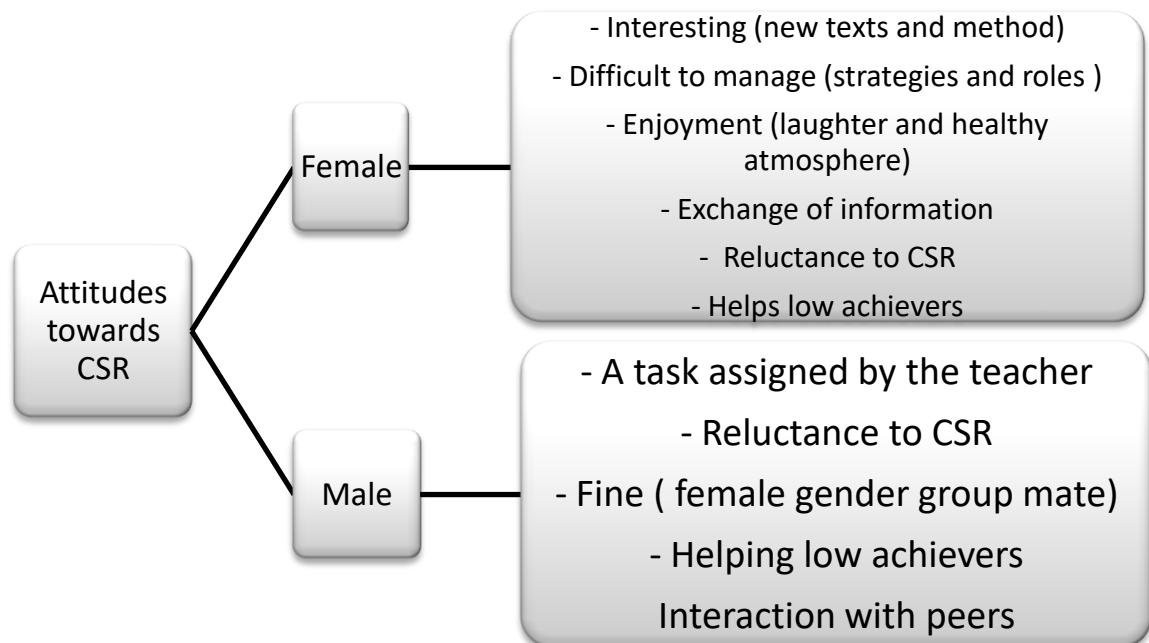 Attitudes
towards
CSR
Female
- Interesting (new texts and method)
- Difficult to manage (strategies and roles )
- Enjoyment (laughter and healthy
atmosphere)
- Exchange of information
- Reluctance to CSR
- Helps low achievers
Male
- A task assigned by the teacher
- Reluctance to CSR
- Fine ( female gender group mate)
- Helping low achievers
Interaction with peers